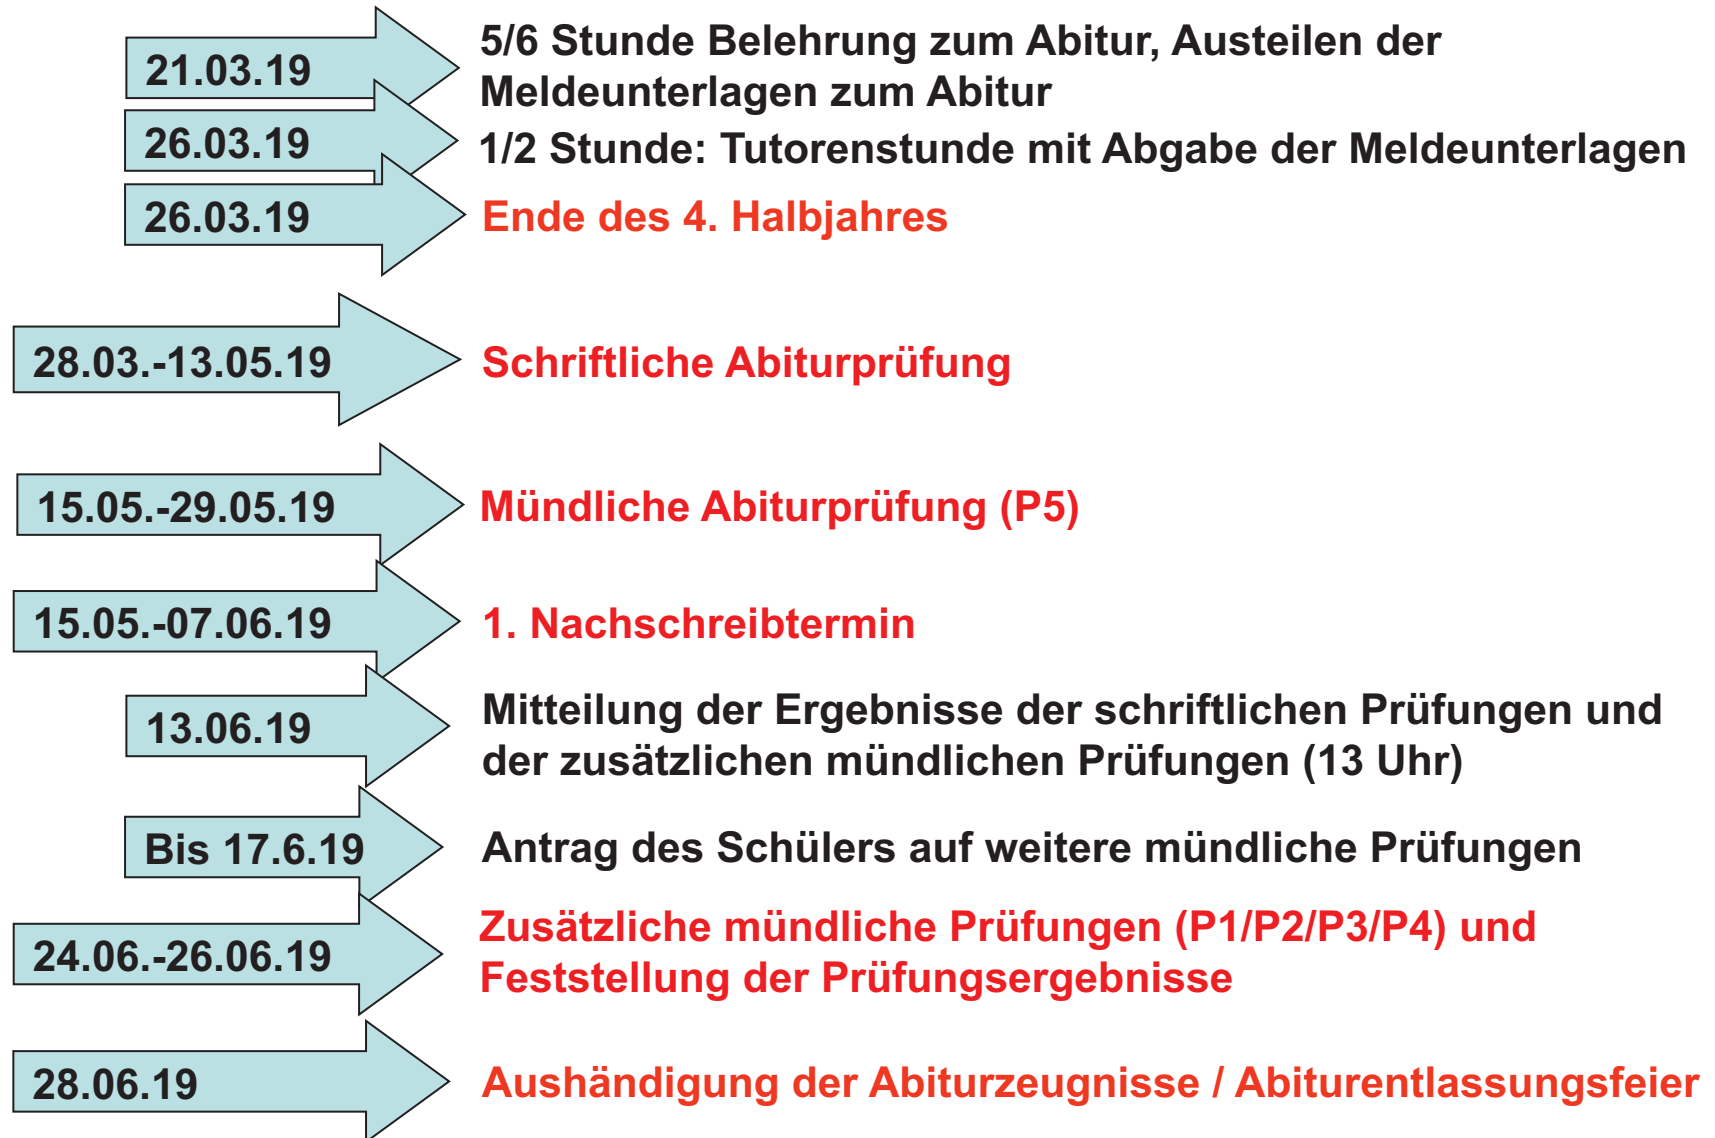 21.03.19
5/6 Stunde Belehrung zum Abitur, Austeilen der
Meldeunterlagen zum Abitur
26.03.19
1/2 Stunde: Tutorenstunde mit Abgabe der Meldeunterlagen
26.03.19
Ende des 4. Halbjahres
28.03.-13.05.19
Schriftliche Abiturprüfung
15.05.-29.05.19
Mündliche Abiturprüfung (P5)
15.05.-07.06.19
1. Nachschreibtermin
13.06.19
Mitteilung der Ergebnisse der schriftlichen Prüfungen und
der zusätzlichen mündlichen Prüfungen (13 Uhr)
Bis 17.6.19
Antrag des Schülers auf weitere mündliche Prüfungen
24.06.-26.06.19
Zusätzliche mündliche Prüfungen (P1/P2/P3/P4) und
Feststellung der Prüfungsergebnisse
28.06.19
Aushändigung der Abiturzeugnisse / Abiturentlassungsfeier